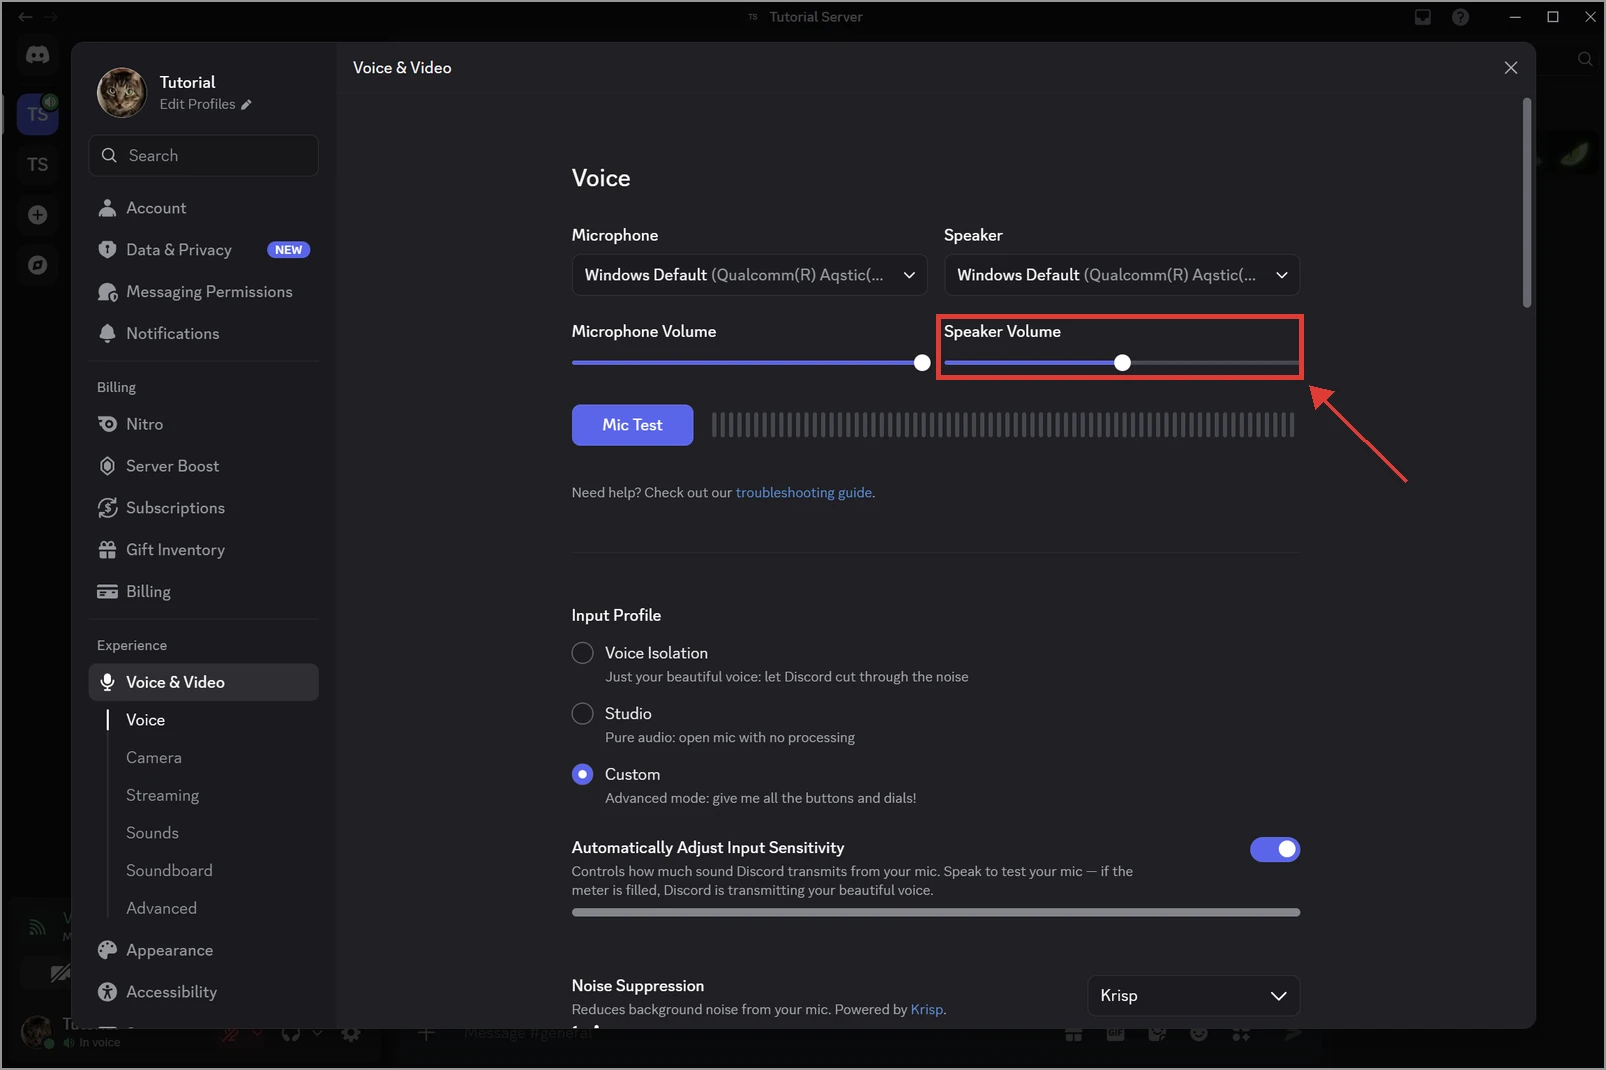 TS Tutorial Server
Tutorial
Edit Profiles
TS
TS
Search
Account
Data & Privacy NEW
Messaging Permissions
Notifications
Billing
Nitro
Server Boost
Subscriptions
Gift Inventory
Billing
Experience
Voice & Video
Voice
Camera
Streaming
Sounds
Soundboard
Advanced
Appearance
Accessibility
In voice
Voice & Video
Voice
Microphone
Speaker
Windows Default (Qualcomm(R) Aqstic(...
Windows Default (Qualcomm(R) Aqstic(...
Microphone Volume
Speaker Volume
Mic Test
Need help? Check out our troubleshooting guide.
Input Profile
Voice Isolation
Just your beautiful voice: let Discord cut through the noise
Studio
Pure audio: open mic with no processing
Custom
Advanced mode: give me all the buttons and dials!
Automatically Adjust Input Sensitivity
Controls how much sound Discord transmits from your mic. Speak to test your mic — if the
meter is filled, Discord is transmitting your beautiful voice.
Noise Suppression
Reduces background noise from your mic. Powered by Krisp.
Krisp
Message #general
GIF